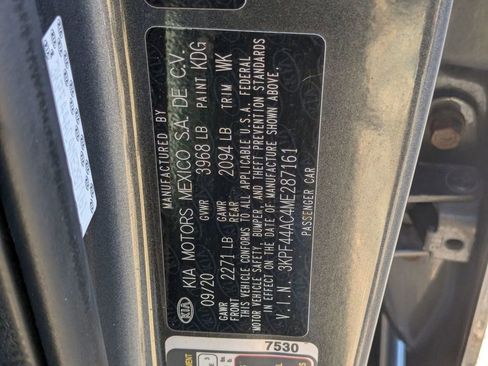 MANUFACTURED BY
KIA KIA MOTORS MEXICO S.A. DE C.V.
09/20 GVWR 3968 LB PAINT KDG
GAWR FRONT 2271 LB GAWR REAR 2094 LB TRIM WK
THIS VEHICLE CONFORMS TO ALL APPLICABLE U.S.A. FEDERAL
MOTOR VEHICLE SAFETY, BUMPER, AND THEFT PREVENTION STANDARDS
IN EFFECT ON THE DATE OF MANUFACTURE SHOWN ABOVE.
V.I.N. 3KPF44AC4ME287161
PASSENGER CAR
7530